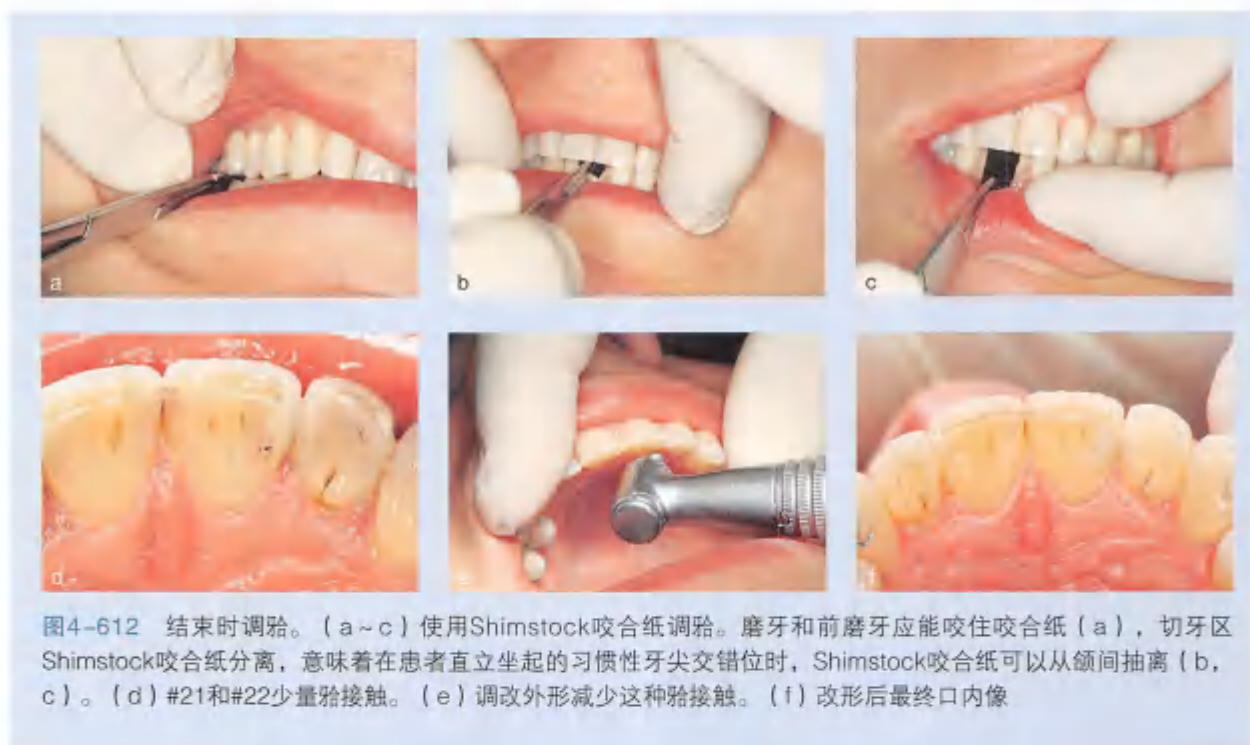 a
b
c
d
e
f
图4-612 结束时调𬌗。（a~c）使用Shimstock咬合纸调𬌗。磨牙和前磨牙应能咬住咬合纸（a），切牙区
Shimstock咬合纸分离，意味着在患者直立坐起的习惯性牙尖交错位时，Shimstock咬合纸可以从颌间抽离（b，
c）。（d）#21和#22少量𬌗接触。（e）调改外形减少这种𬌗接触。（f）改形后最终口内像